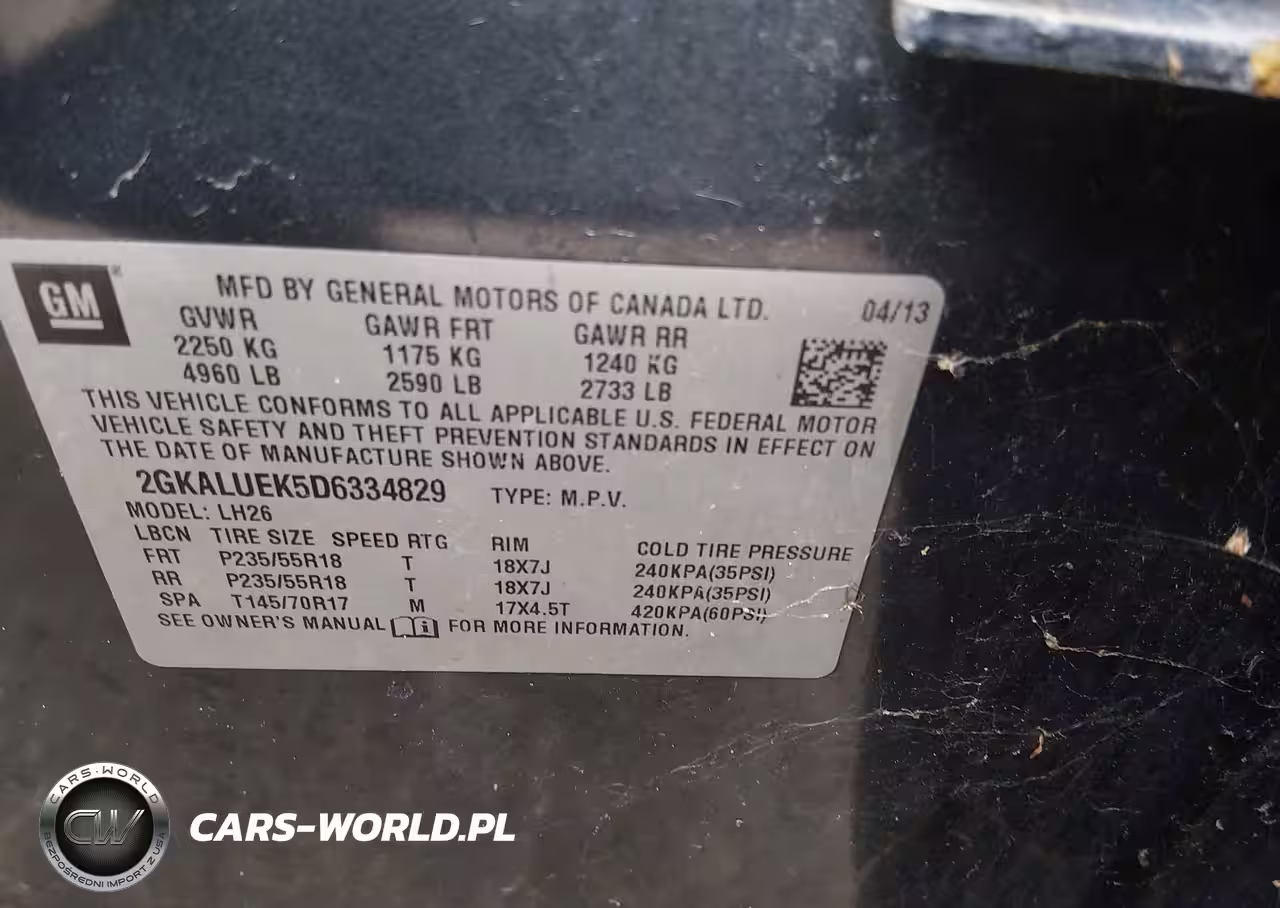 GM
MFD BY GENERAL MOTORS OF CANADA LTD. 04/13
GVWR GAWR FRT GAWR RR
2250 KG 1175 KG 1240 KG
4960 LB 2590 LB 2733 LB
THIS VEHICLE CONFORMS TO ALL APPLICABLE U.S. FEDERAL MOTOR
VEHICLE SAFETY AND THEFT PREVENTION STANDARDS IN EFFECT ON
THE DATE OF MANUFACTURE SHOWN ABOVE.
2GKALUEK5D6334829 TYPE: M.P.V.
MODEL: LH26
LBCN TIRE SIZE SPEED RTG RIM COLD TIRE PRESSURE
FRT P235/55R18 T 18X7J 240KPA(35PSI)
RR P235/55R18 T 18X7J 240KPA(35PSI)
SPA T145/70R17 M 17X4.5T 420KPA(60PSI)
SEE OWNER'S MANUAL i FOR MORE INFORMATION.
CARS-WORLD
CW
BEZPOŚREDNI IMPORT Z USA
CARS-WORLD.PL